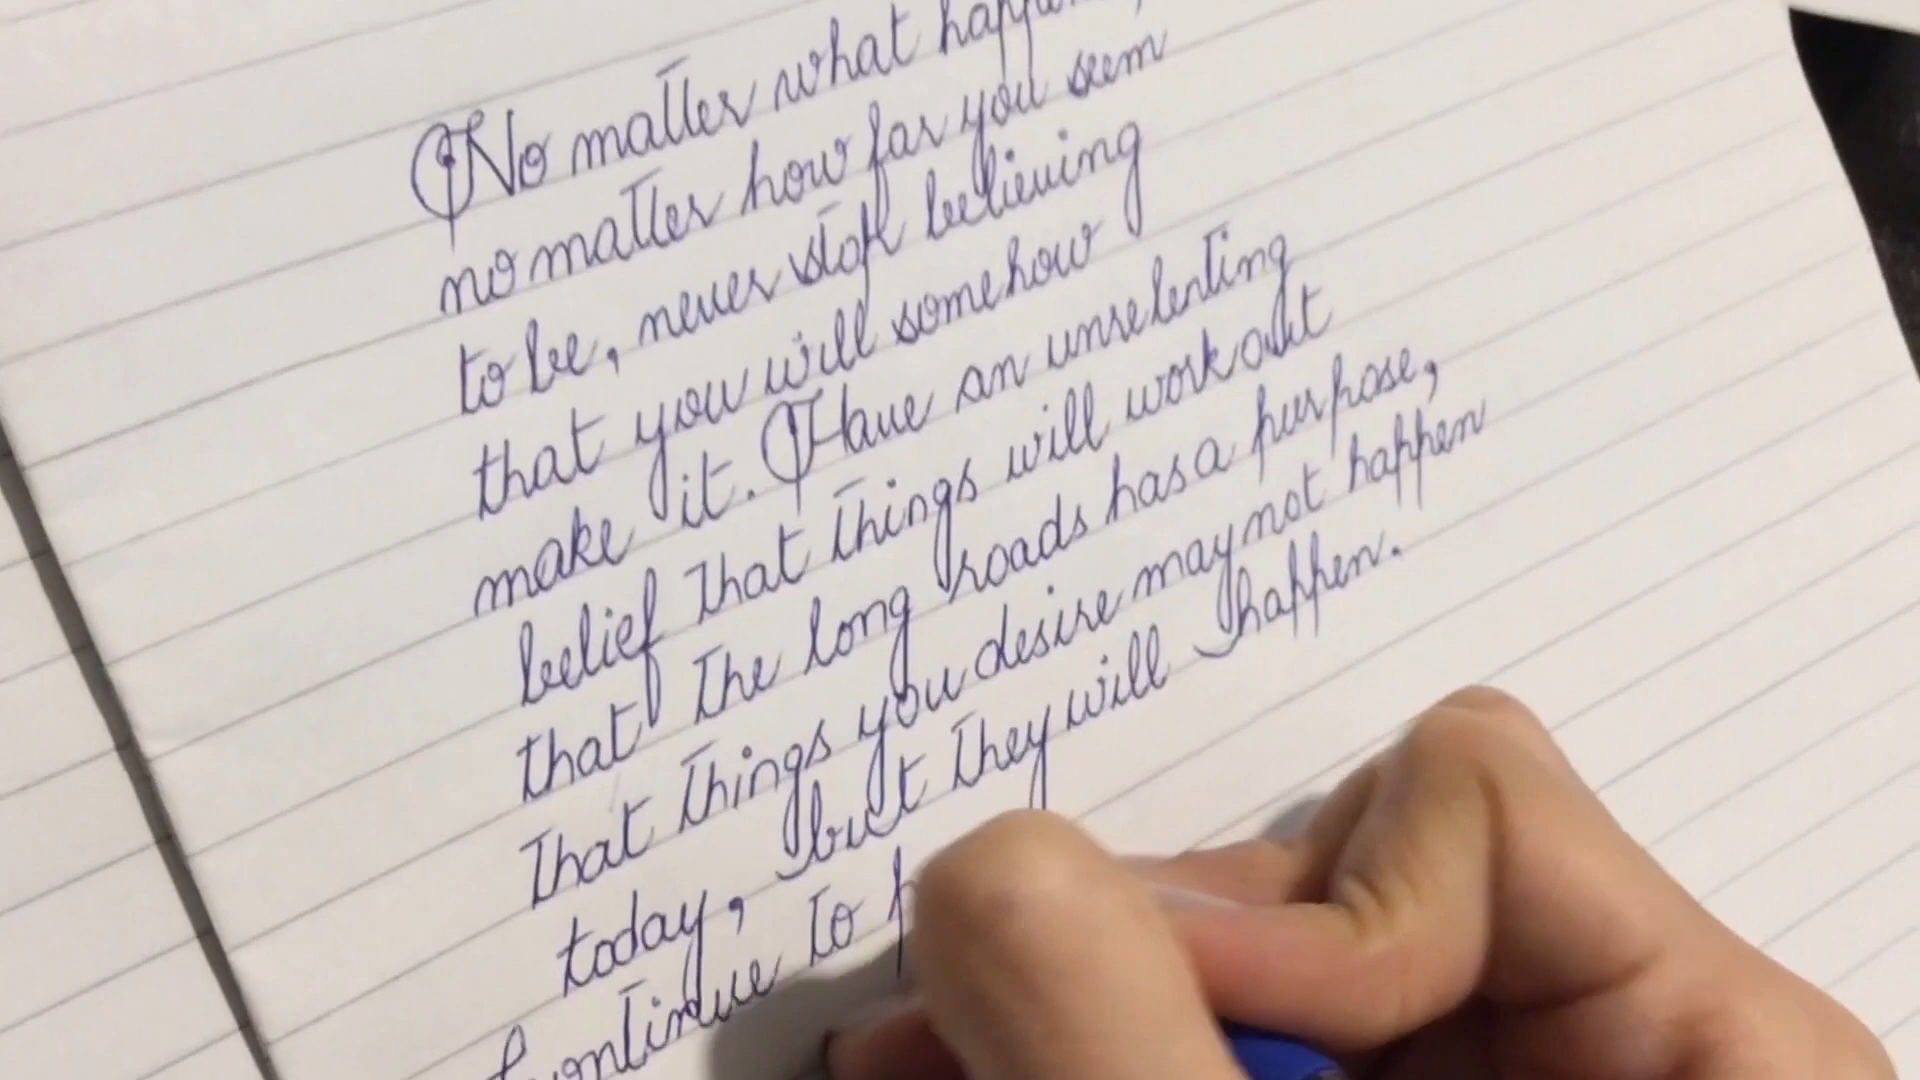 No matter what
no matter how far you seem
to be, never stop believing
that you will somehow
make it. Have an unrelenting
belief that things will work out
that the long roads has a purpose,
that things you desire may not happen
today, but they will happen.
Continue to